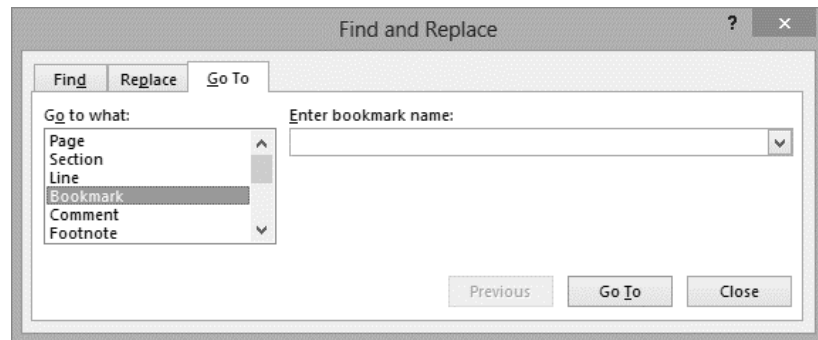 Find and Replace ?
Find Replace Go To
Go to what: Enter bookmark name:
Page
Section
Line
Bookmark
Comment
Footnote
Previous Go To Close